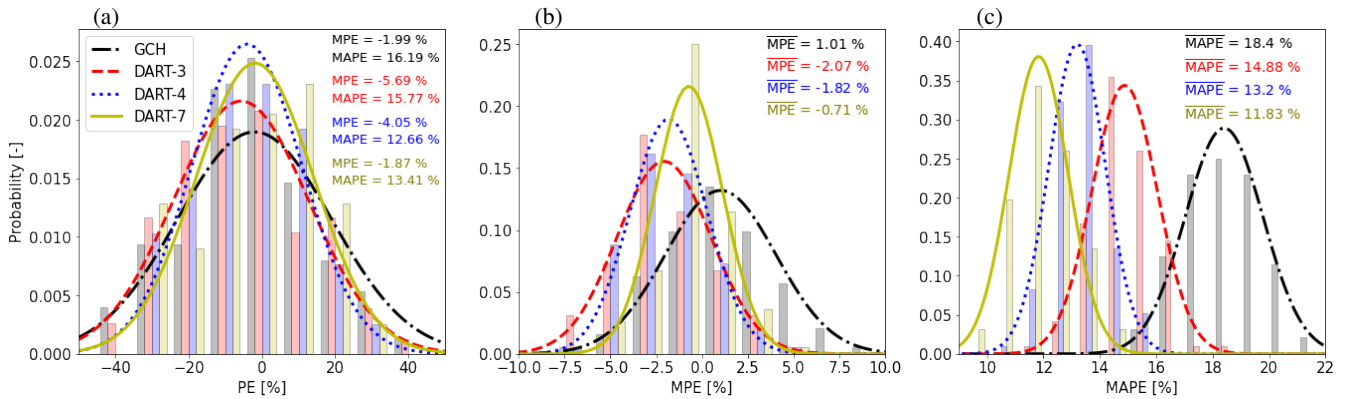 (a)
GCH
DART-3
DART-4
DART-7
MPE = -1.99 %
MAPE = 16.19 %
MPE = -5.69 %
MAPE = 15.77 %
MPE = -4.05 %
MAPE = 12.66 %
MPE = -1.87 %
MAPE = 13.41 %
Probability [-]
0.025
0.020
0.015
0.010
0.005
0.000
−40 −20 0 20 40
PE [%]
(b)
MPE = 1.01 %
MPE = -2.07 %
MPE = -1.82 %
MPE = -0.71 %
0.25
0.20
0.15
0.10
0.05
0.00
−10.0 −7.5 −5.0 −2.5 0.0 2.5 5.0 7.5 10.0
MPE [%]
(c)
MAPE = 18.4 %
MAPE = 14.88 %
MAPE = 13.2 %
MAPE = 11.83 %
0.40
0.35
0.30
0.25
0.20
0.15
0.10
0.05
0.00
10 12 14 16 18 20 22
MAPE [%]